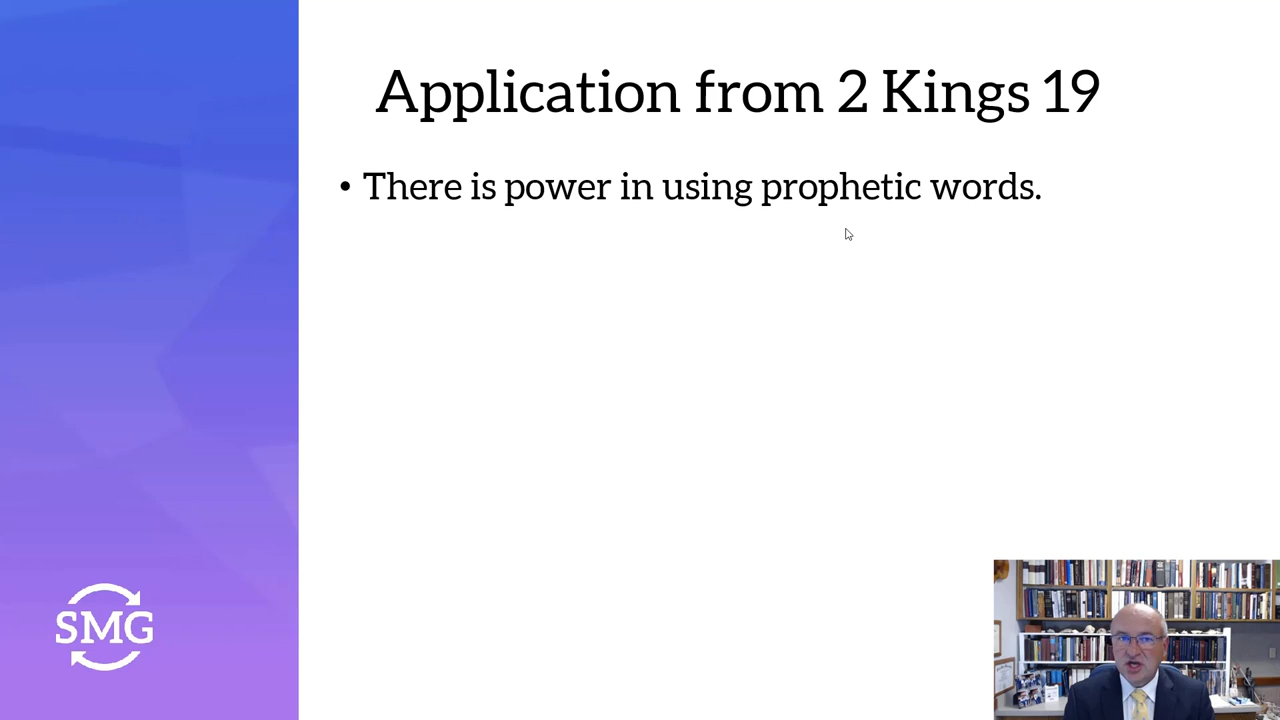 Application from 2 Kings 19
• There is power in using prophetic words.
SMG